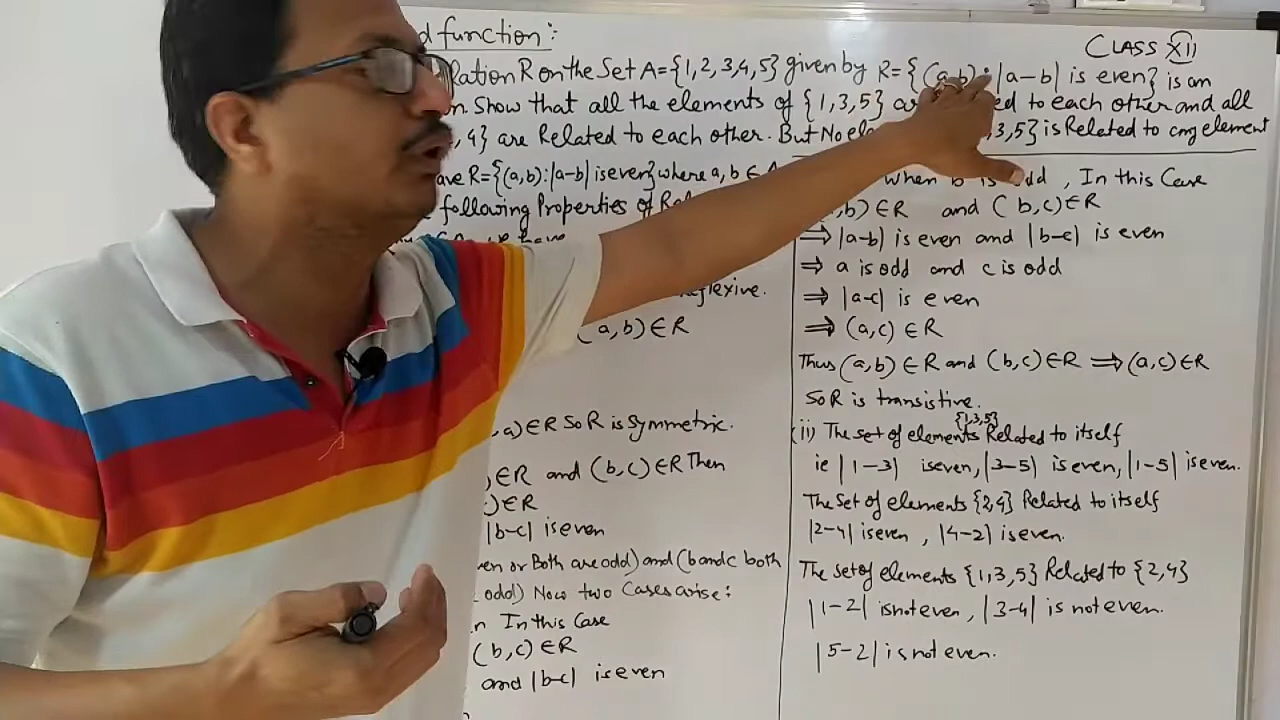 d function:
CLASS XII
lation R on the Set A={1,2,3,4,5} given by R={(a,b):|a-b| is even} is an
n. Show that all the elements of {1,3,5} to each other and all
,4} are Related to each other. But No 3,5} is Related to any element
ave R={(a,b):|a-b| is even} where a, b ∈
following Properties of
we have
flexive.
(a,b) ∈ R
,a) ∈ R So R is Symmetric.
∈ R and (b,c) ∈ R Then
) ∈ R
|b-c| is even
en or Both are odd) and (b and c both
odd) Now two Cases arise:
n In this Case
(b,c) ∈ R
and |b-c| is even
when b is odd, In this Case
,b) ∈ R and (b,c) ∈ R
⇒ |a-b| is even and |b-c| is even
⇒ a is odd and c is odd
⇒ |a-c| is even
⇒ (a,c) ∈ R
Thus (a,b) ∈ R and (b,c) ∈ R ⇒ (a,c) ∈ R
So R is transistive.
{1,3,5}
(ii) The set of elements Related to itself
ie |1-3| is even, |3-5| is even, |1-5| is even.
The Set of elements {2,4} Related to itself
|2-4| is even, |4-2| is even.
The set of elements {1,3,5} Related to {2,4}
|1-2| is not even, |3-4| is not even.
|5-2| is not even.